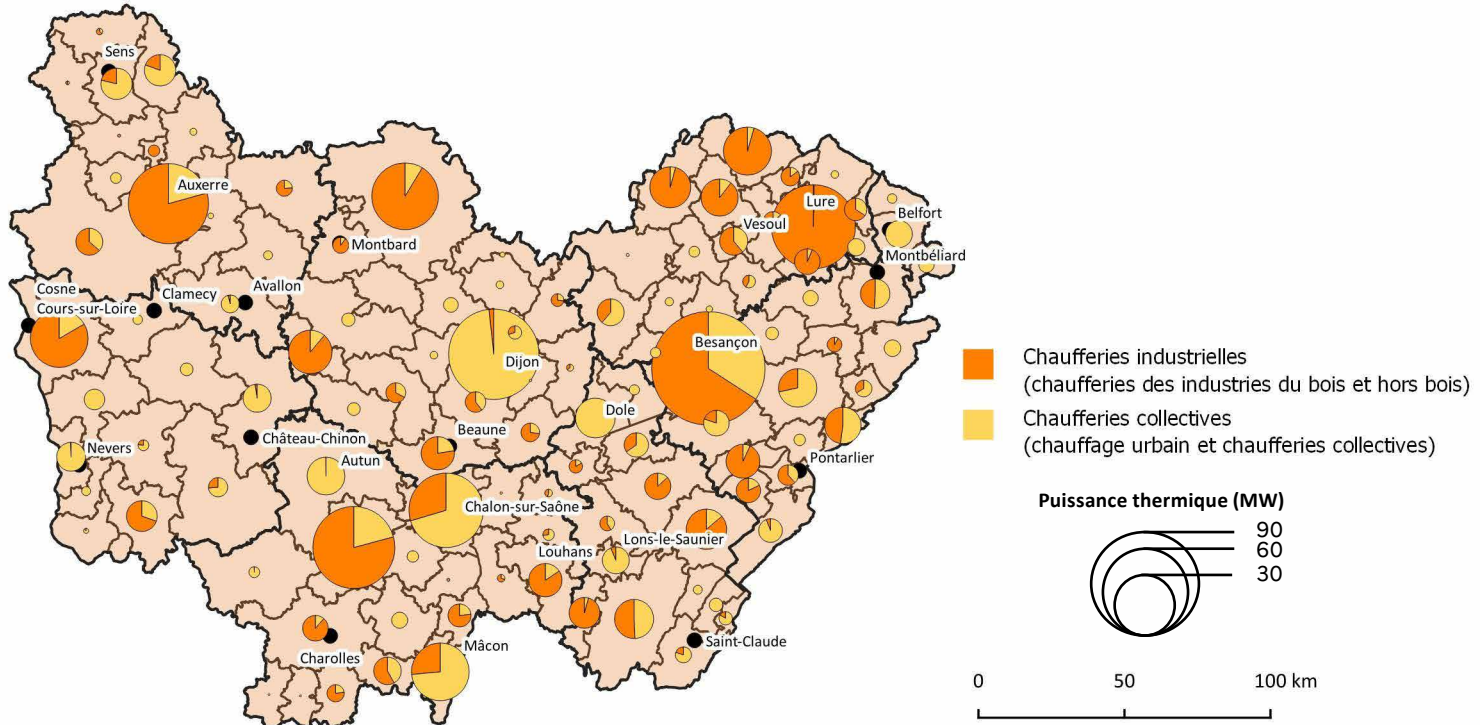 Sens
Auxerre
Montbard
Cosne
Cours-sur-Loire
Clamecy
Avallon
Vesoul
Lure
Belfort
Montbéliard
Dijon
Besançon
Dole
Beaune
Nevers
Château-Chinon
Autun
Pontarlier
Chalon-sur-Saône
Louhans
Lons-le-Saunier
Mâcon
Charolles
Saint-Claude
Chaufferies industrielles
(chaufferies des industries du bois et hors bois)
Chaufferies collectives
(chauffage urbain et chaufferies collectives)
Puissance thermique (MW)
90
60
30
0 50 100 km